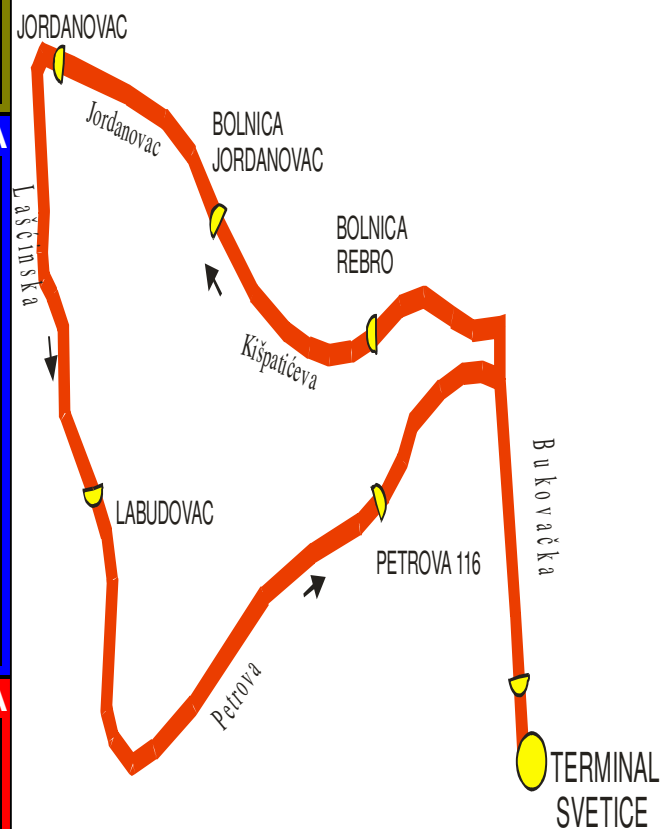 JORDANOVAC
Jordanovac
BOLNICA
JORDANOVAC
A
Laščinska
BOLNICA
REBRO
Kišpatićeva
Bukovačka
LABUDOVAC
PETROVA 116
Petrova
A
TERMINAL
SVETICE